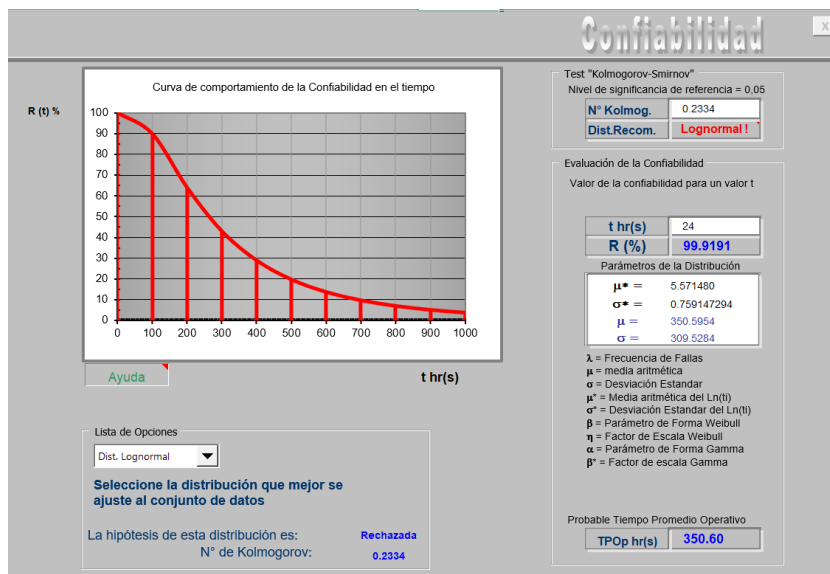 Confiabilidad
X
Curva de comportamiento de la Confiabilidad en el tiempo
R (t) %
100
90
80
70
60
50
40
30
20
10
0
0 100 200 300 400 500 600 700 800 900 1000
Ayuda
t hr(s)
Lista de Opciones
Dist. Lognormal
Seleccione la distribución que mejor se
ajuste al conjunto de datos
La hipótesis de esta distribución es: Rechazada
N° de Kolmogorov: 0.2334
Test "Kolmogorov-Smirnov"
Nivel de significancia de referencia = 0,05
N° Kolmog. 0.2334
Dist.Recom. Lognormal !
Evaluación de la Confiabilidad
Valor de la confiabilidad para un valor t
t hr(s) 24
R (%) 99.9191
Parámetros de la Distribución
μ* = 5.571480
σ* = 0.759147294
μ = 350.5954
σ = 309.5284
λ = Frecuencia de Fallas
μ = media aritmética
σ = Desviación Estandar
μ* = Media aritmética del Ln(ti)
σ* = Desviación Estandar del Ln(ti)
β = Parámetro de Forma Weibull
η = Factor de Escala Weibull
α = Parámetro de Forma Gamma
β* = Factor de escala Gamma
Probable Tiempo Promedio Operativo
TPOp hr(s) 350.60